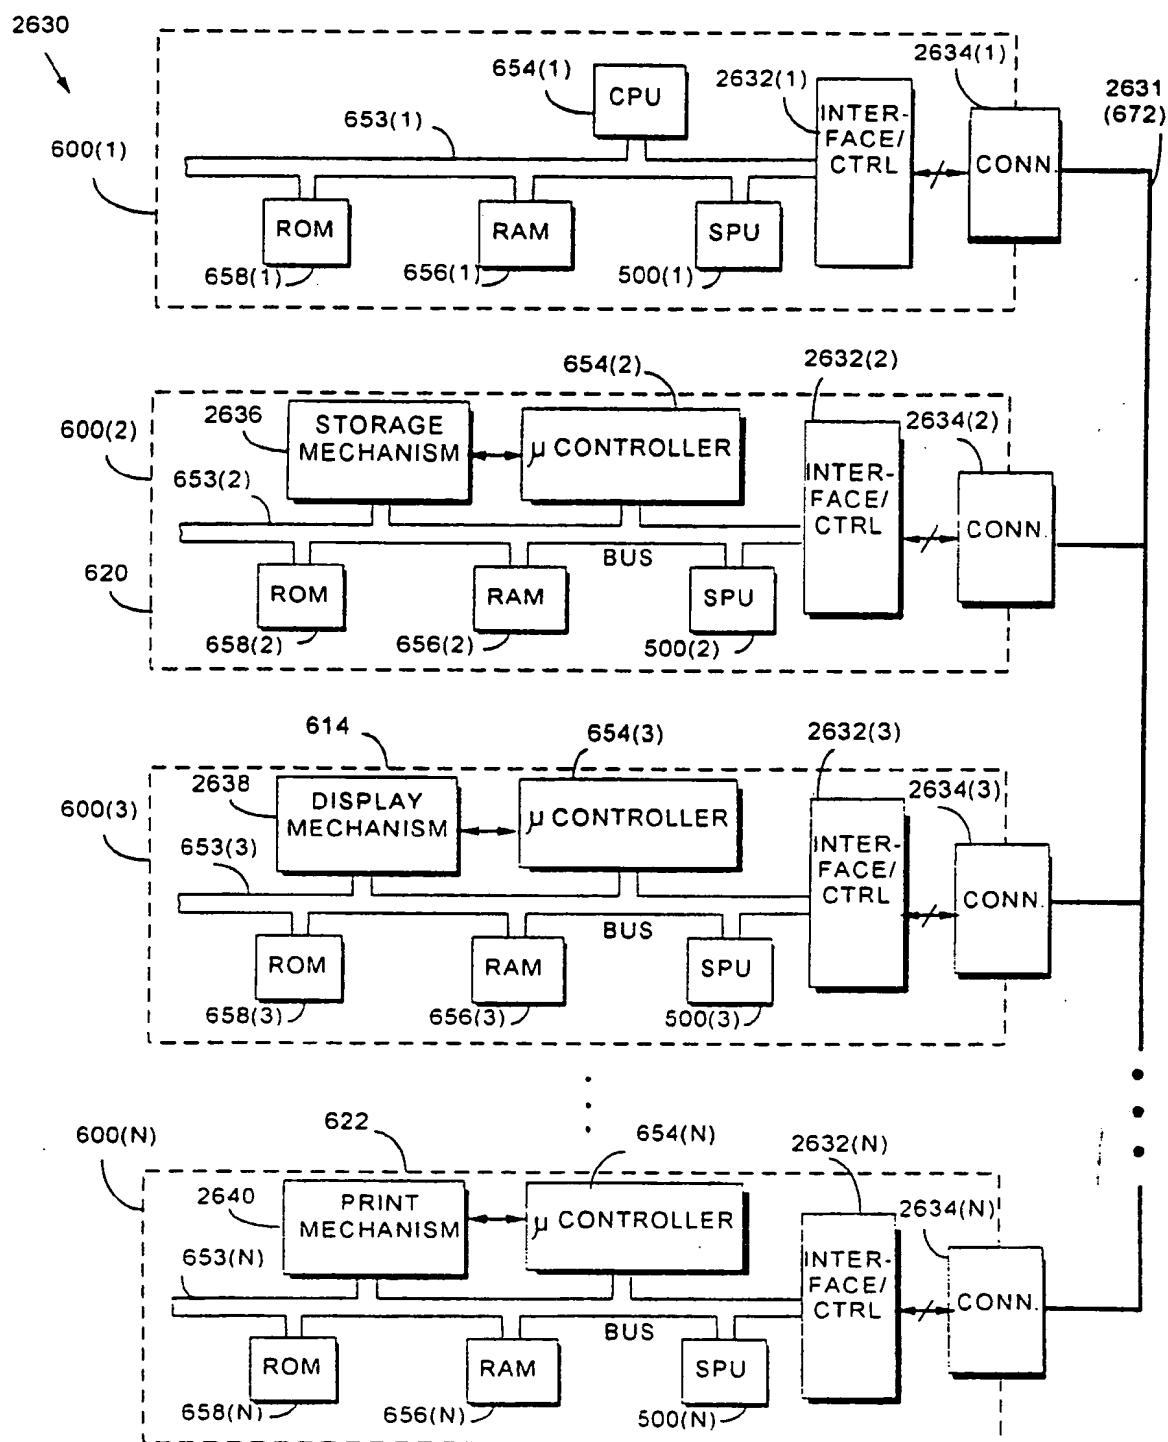 2630
600(1)
653(1)
654(1)
CPU
2632(1)
INTER-
FACE/
CTRL
2634(1)
CONN.
2631
(672)
ROM
658(1)
RAM
656(1)
SPU
500(1)
600(2)
620
2636
STORAGE
MECHANISM
654(2)
µ CONTROLLER
653(2)
BUS
2632(2)
INTER-
FACE/
CTRL
2634(2)
CONN.
ROM
658(2)
RAM
656(2)
SPU
500(2)
614
600(3)
2638
DISPLAY
MECHANISM
654(3)
µ CONTROLLER
653(3)
BUS
2632(3)
INTER-
FACE/
CTRL
2634(3)
CONN.
ROM
658(3)
RAM
656(3)
SPU
500(3)
622
600(N)
2640
PRINT
MECHANISM
654(N)
µ CONTROLLER
653(N)
BUS
2632(N)
INTER-
FACE/
CTRL
2634(N)
CONN.
ROM
658(N)
RAM
656(N)
SPU
500(N)